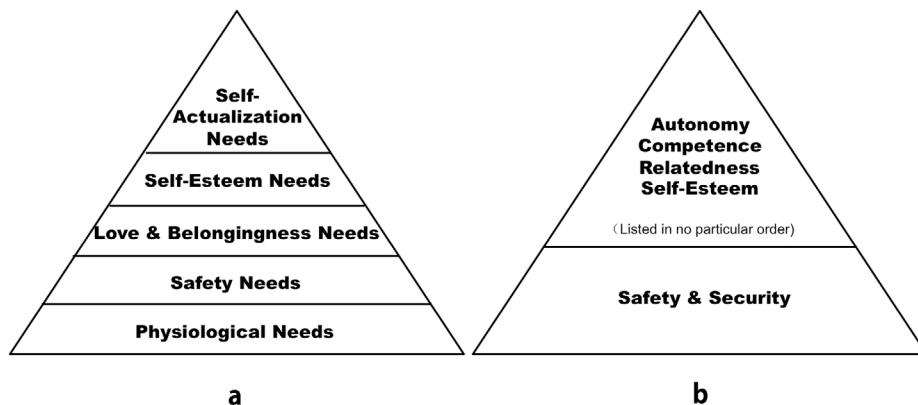 Self-
Actualization
Needs
Self-Esteem Needs
Love & Belongingness Needs
Safety Needs
Physiological Needs
a
Autonomy
Competence
Relatedness
Self-Esteem
（Listed in no particular order)
Safety & Security
b